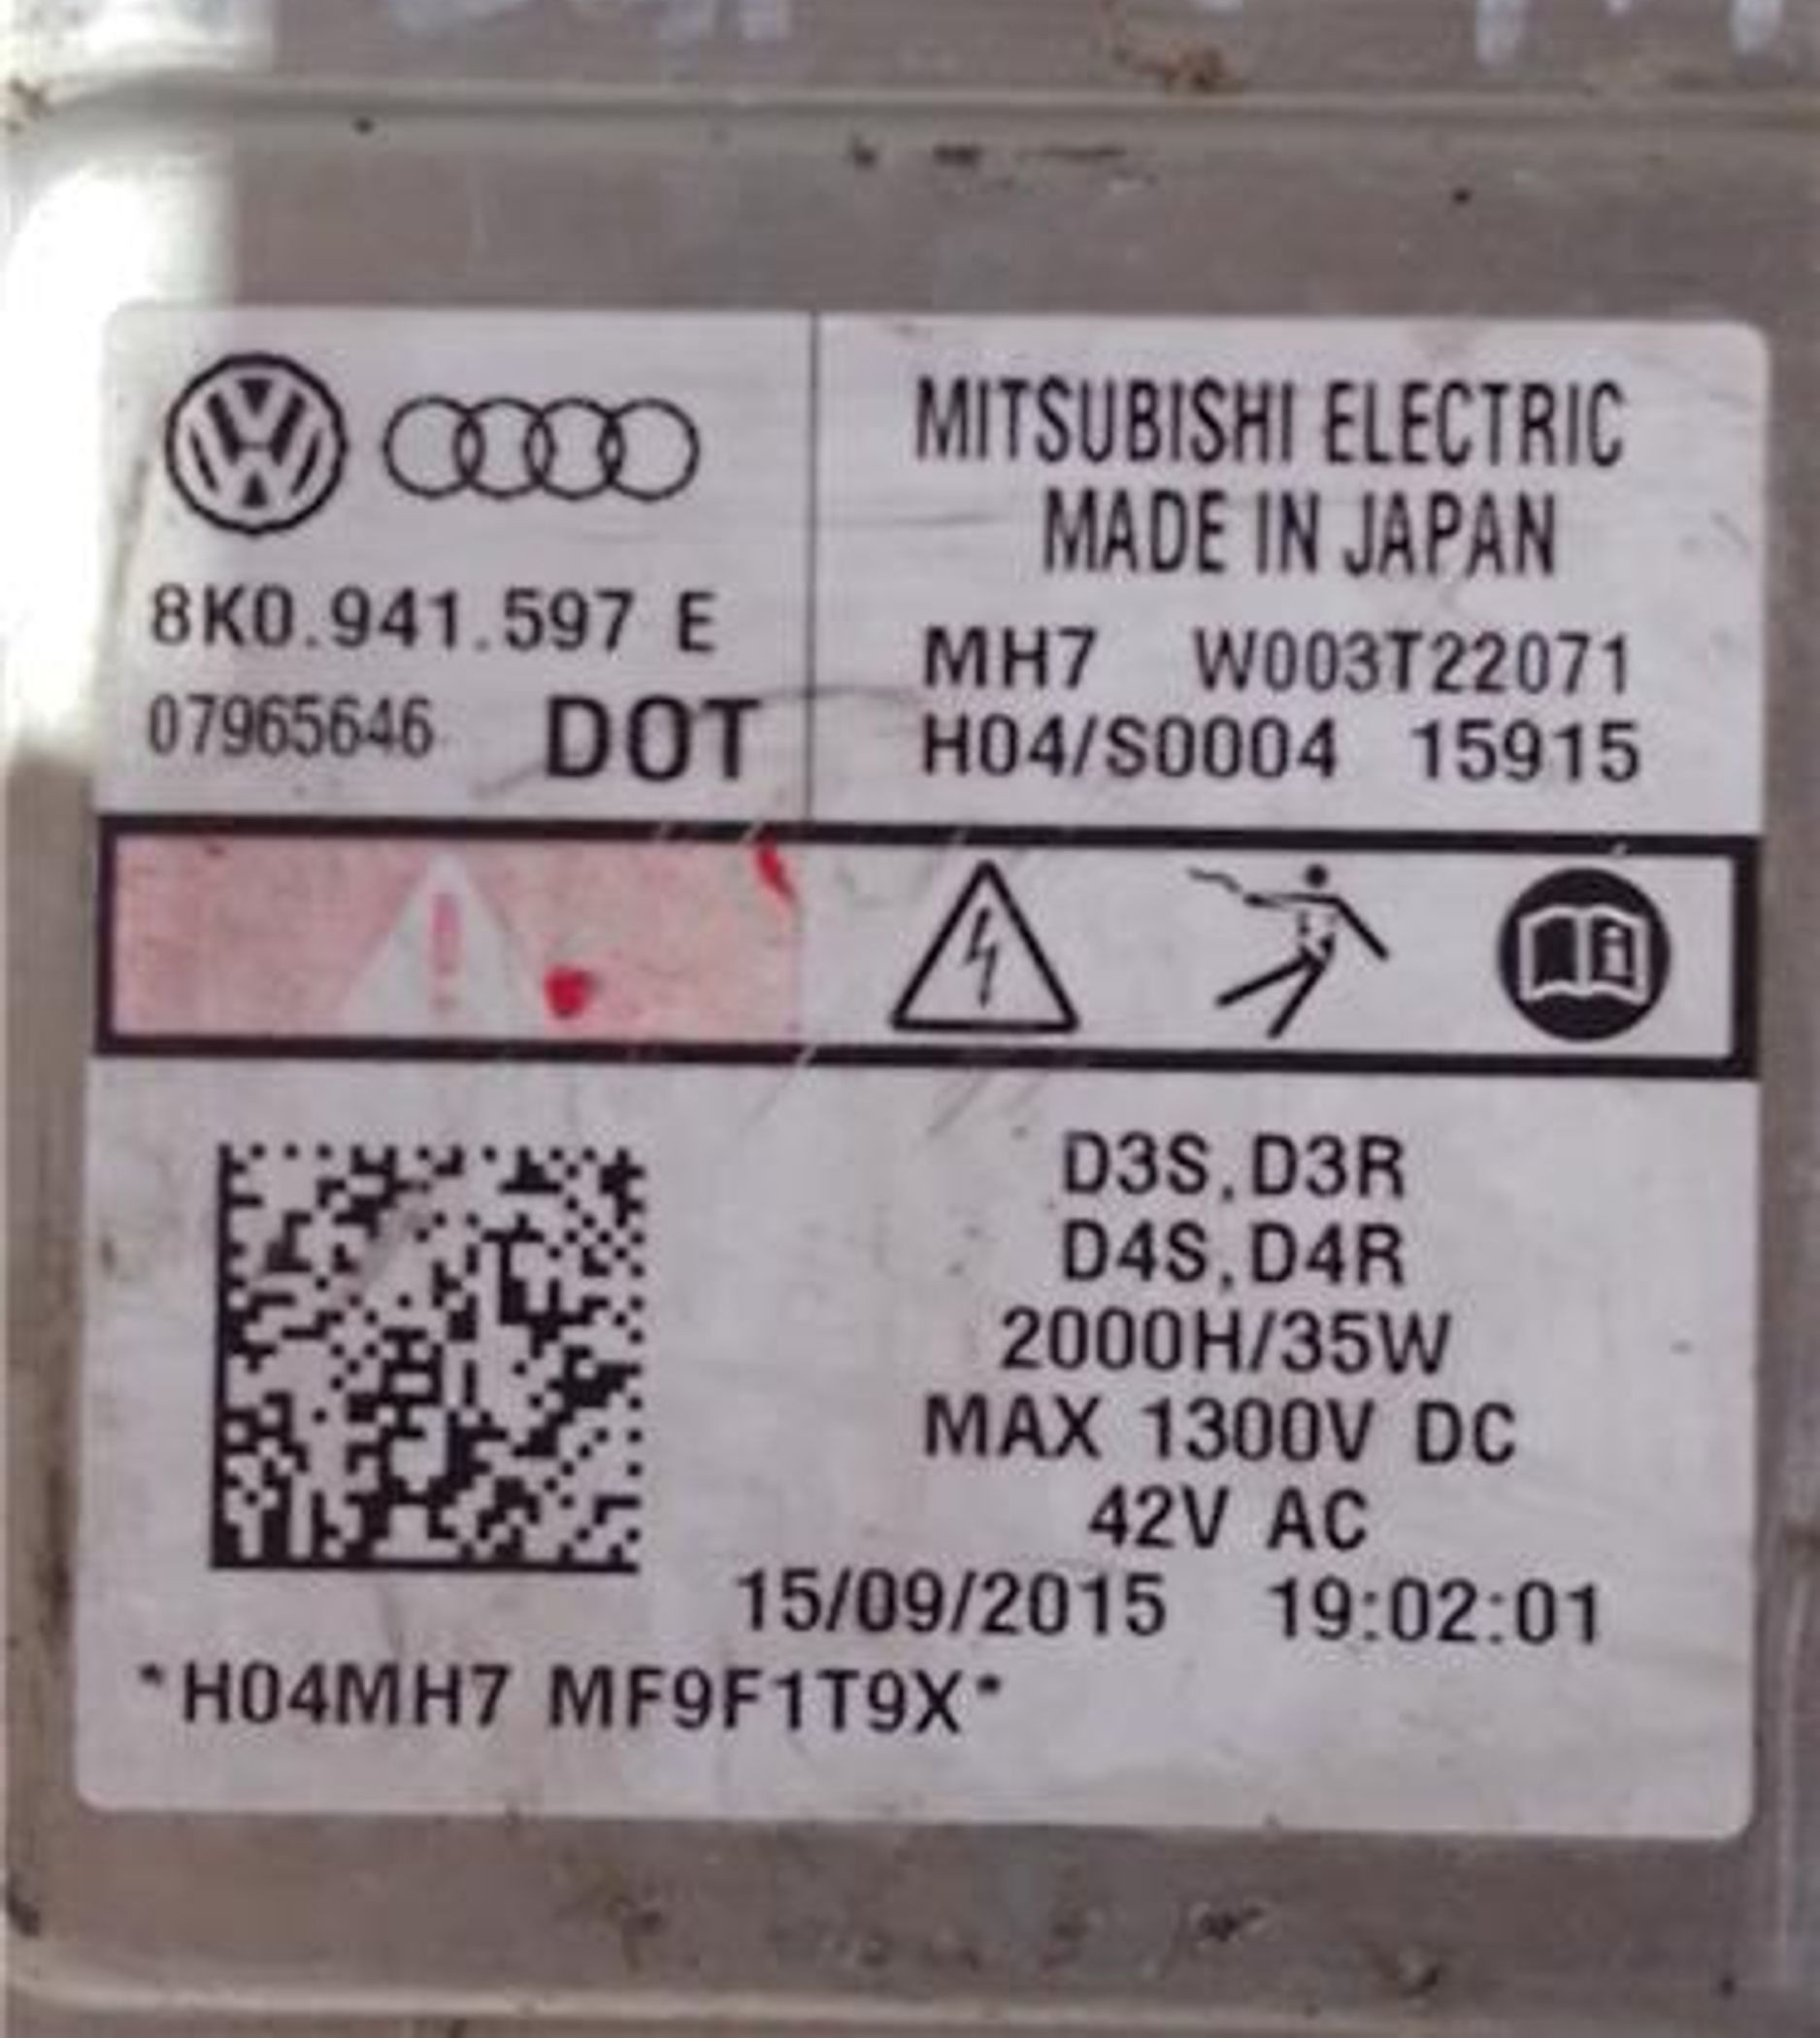 8K0.941.597 E
07965646 DOT
MITSUBISHI ELECTRIC
MADE IN JAPAN
MH7 W003T22071
H04/S0004 15915
D3S,D3R
D4S,D4R
2000H/35W
MAX 1300V DC
42V AC
15/09/2015 19:02:01
*H04MH7 MF9F1T9X*